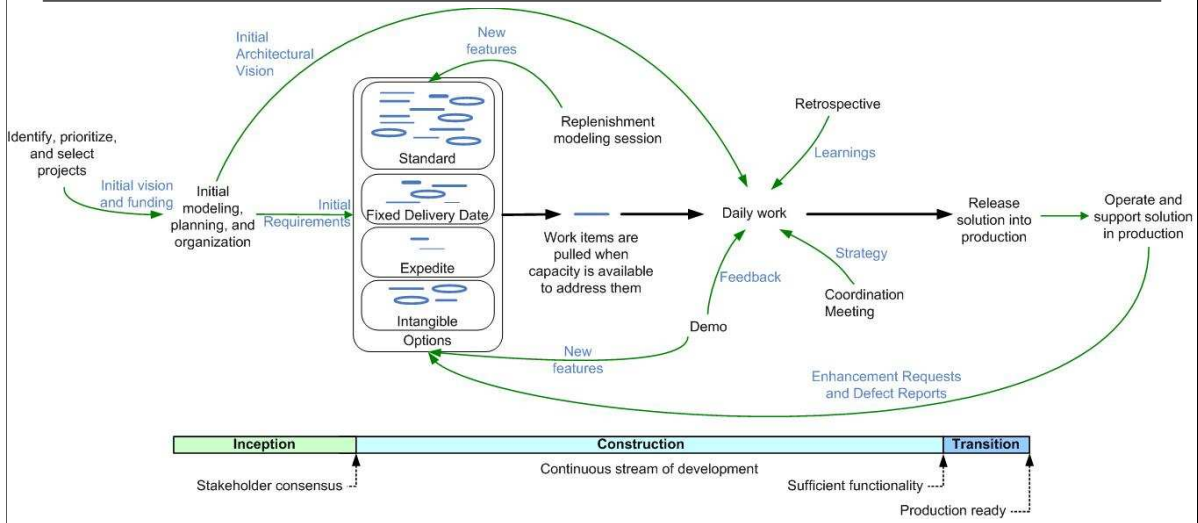 Initial
Architectural
Vision
New
features
Identify, prioritize,
and select
projects
Initial vision
and funding
Initial
modeling,
planning, and
organization
Initial
Requirements
Standard
Fixed Delivery Date
Expedite
Intangible
Options
Replenishment
modeling session
Work items are
pulled when
capacity is available
to address them
Retrospective
Learnings
Daily work
Feedback
Strategy
Coordination
Meeting
Demo
New
features
Release
solution into
production
Operate and
support solution
in production
Enhancement Requests
and Defect Reports
Inception
Construction
Transition
Continuous stream of development
Stakeholder consensus
Sufficient functionality
Production ready